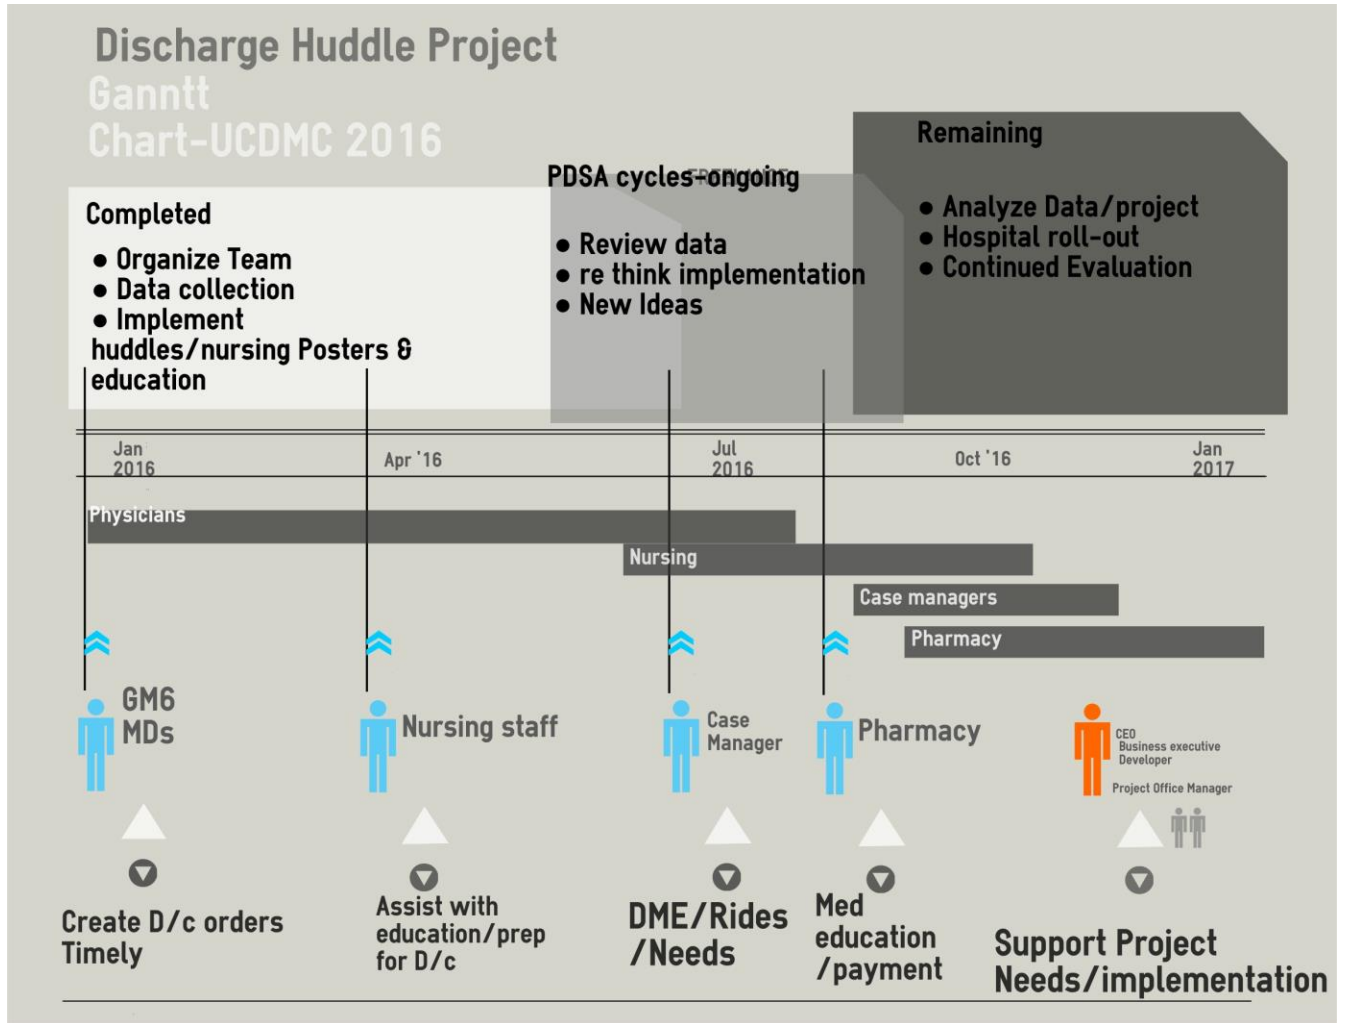 Discharge Huddle Project
Ganntt
Chart-UCDMC 2016
Completed
● Organize Team
● Data collection
● Implement
huddles/nursing Posters &
education
PDSA cycles-ongoing
● Review data
● re think implementation
● New Ideas
Remaining
● Analyze Data/project
● Hospital roll-out
● Continued Evaluation
Jan
2016
Apr '16
Jul
2016
Oct '16
Jan
2017
Physicians
Nursing
Case managers
Pharmacy
GM6
MDs
Nursing staff
Case
Manager
Pharmacy
CEO
Business executive
Developer
Project Office Manager
Create D/c orders
Timely
Assist with
education/prep
for D/c
DME/Rides
/Needs
Med
education
/payment
Support Project
Needs/implementation